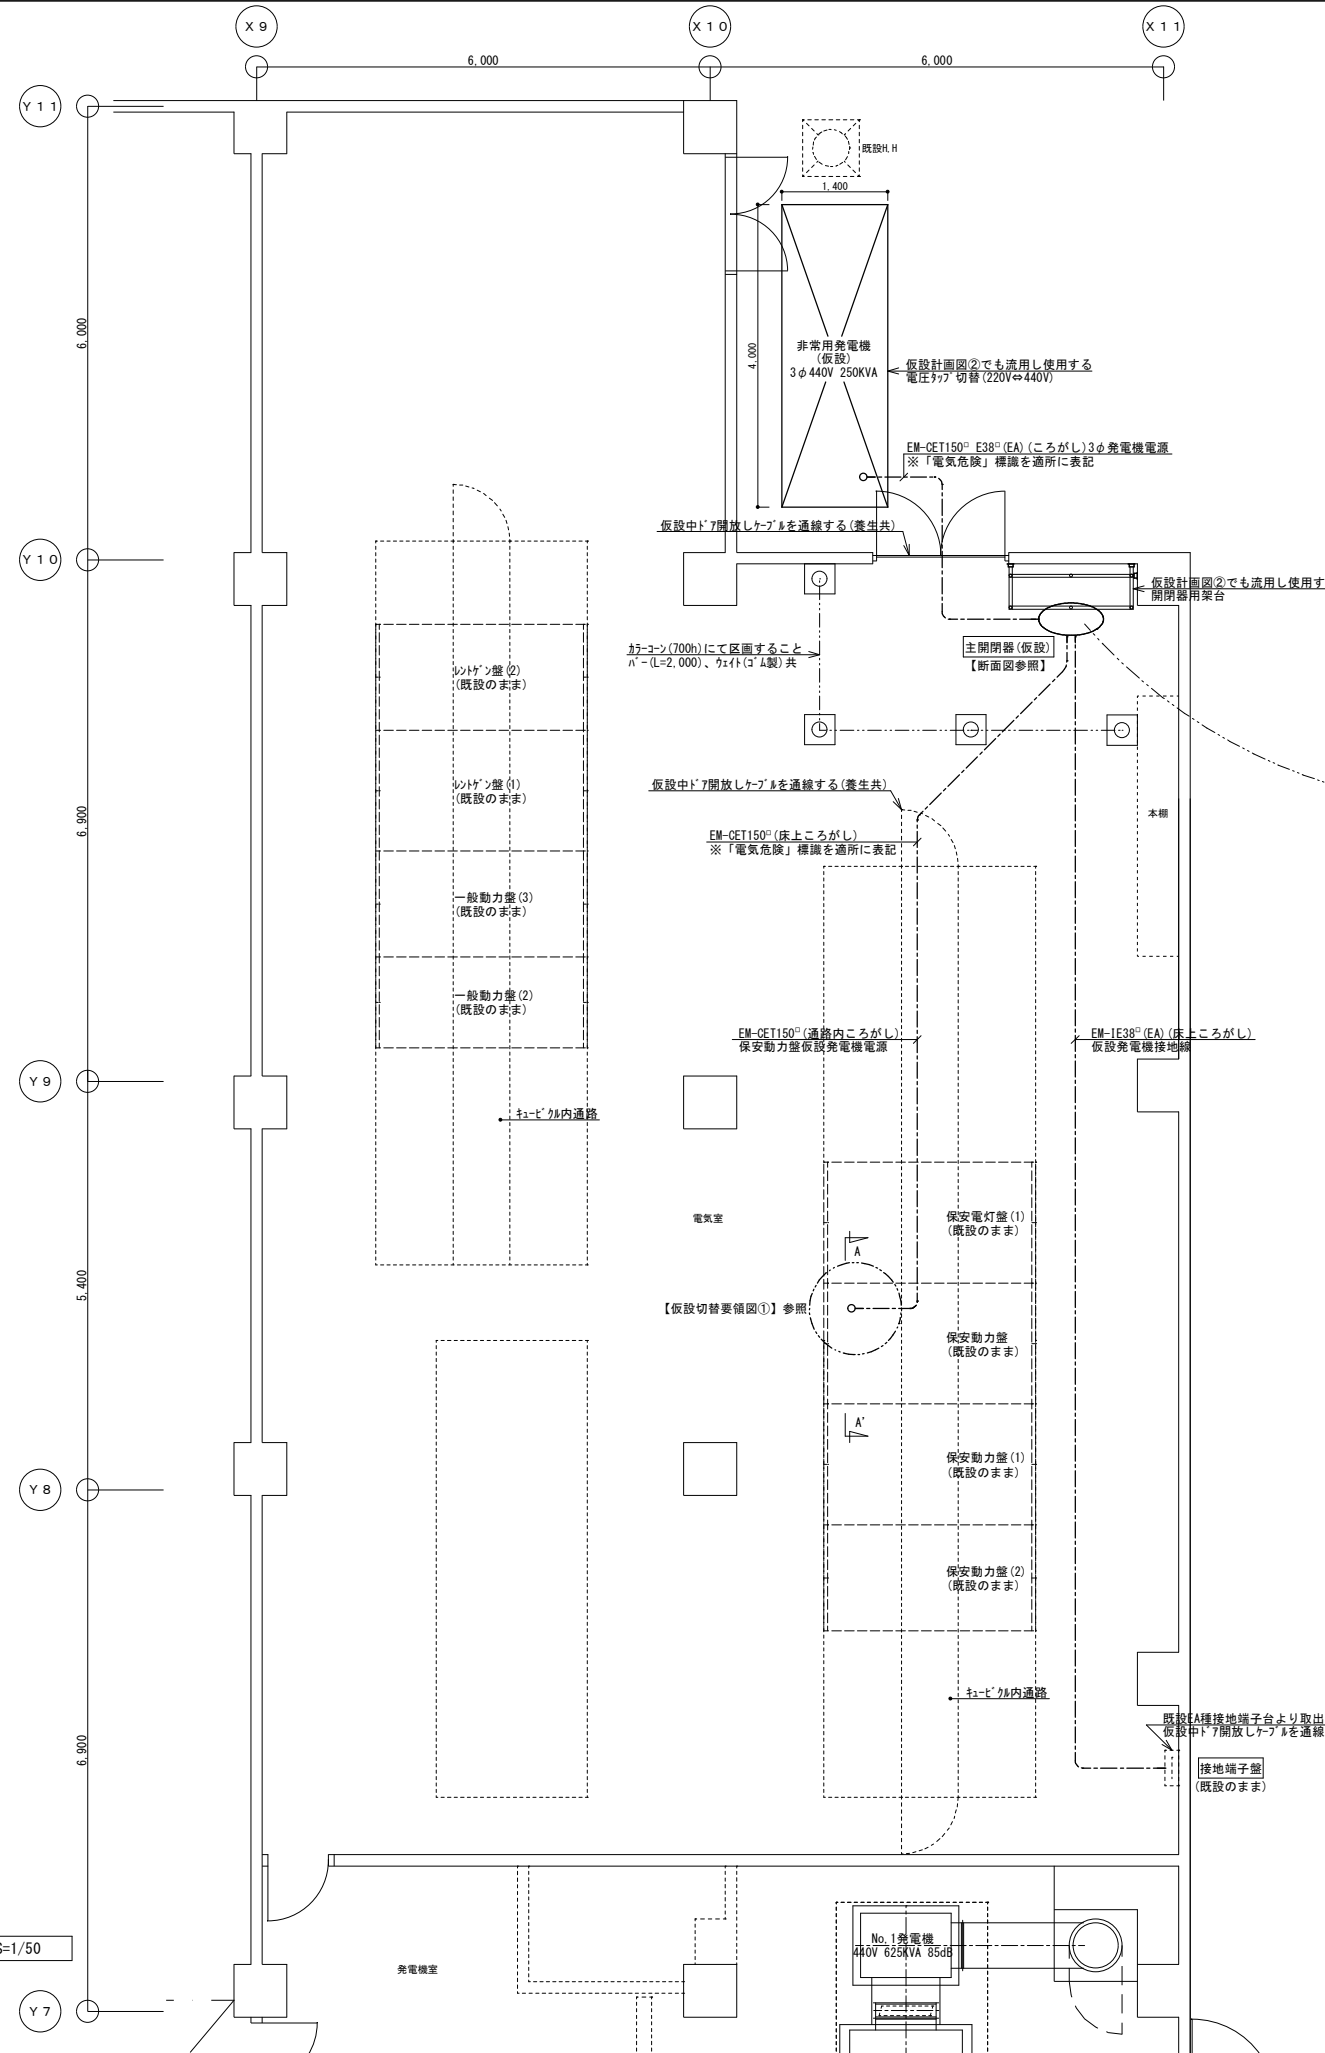 X9
X10
X11
6,000
6,000
Y11
既設H.H
1,400
6,000
4,000
非常用発電機
(仮設)
3φ440V 250KVA
仮設計画図②でも流用し使用する
電圧ﾀｯﾌﾟ切替(220V⇔440V)
EM-CET150□ E38□(EA)(ころがし)3φ発電機電源
※「電気危険」標識を適所に表記
仮設中ﾄﾞｱ開放しｹｰﾌﾞﾙを通線する(養生共)
Y10
仮設計画図②でも流用し使用す
開閉器用架台
主開閉器(仮設)
【断面図参照】
ｶﾗｰｺｰﾝ(700h)にて区画すること
ﾊﾞｰ(L=2,000)、ｳｪｲﾄ(ｺﾞﾑ製)共
ﾚﾝﾄｹﾞﾝ盤(2)
(既設のまま)
ﾚﾝﾄｹﾞﾝ盤(1)
(既設のまま)
仮設中ﾄﾞｱ開放しｹｰﾌﾞﾙを通線する(養生共)
本棚
6,900
EM-CET150□(床上ころがし)
※「電気危険」標識を適所に表記
一般動力盤(3)
(既設のまま)
一般動力盤(2)
(既設のまま)
EM-CET150□(通路内ころがし)
保安動力盤仮設発電機電源
EM-IE38□(EA)(床上ころがし)
仮設発電機接地線
Y9
ｷｭｰﾋﾞｸﾙ内通路
電気室
保安電灯盤(1)
(既設のまま)
A
5,400
【仮設切替要領図①】参照
保安動力盤
(既設のまま)
A'
保安動力盤(1)
(既設のまま)
Y8
保安動力盤(2)
(既設のまま)
ｷｭｰﾋﾞｸﾙ内通路
既設EA種接地端子台より取出
仮設中ﾄﾞｱ開放しｹｰﾌﾞﾙを通線
6,900
接地端子盤
(既設のまま)
No.1発電機
440V 625KVA 85dB
S=1/50
発電機室
Y7